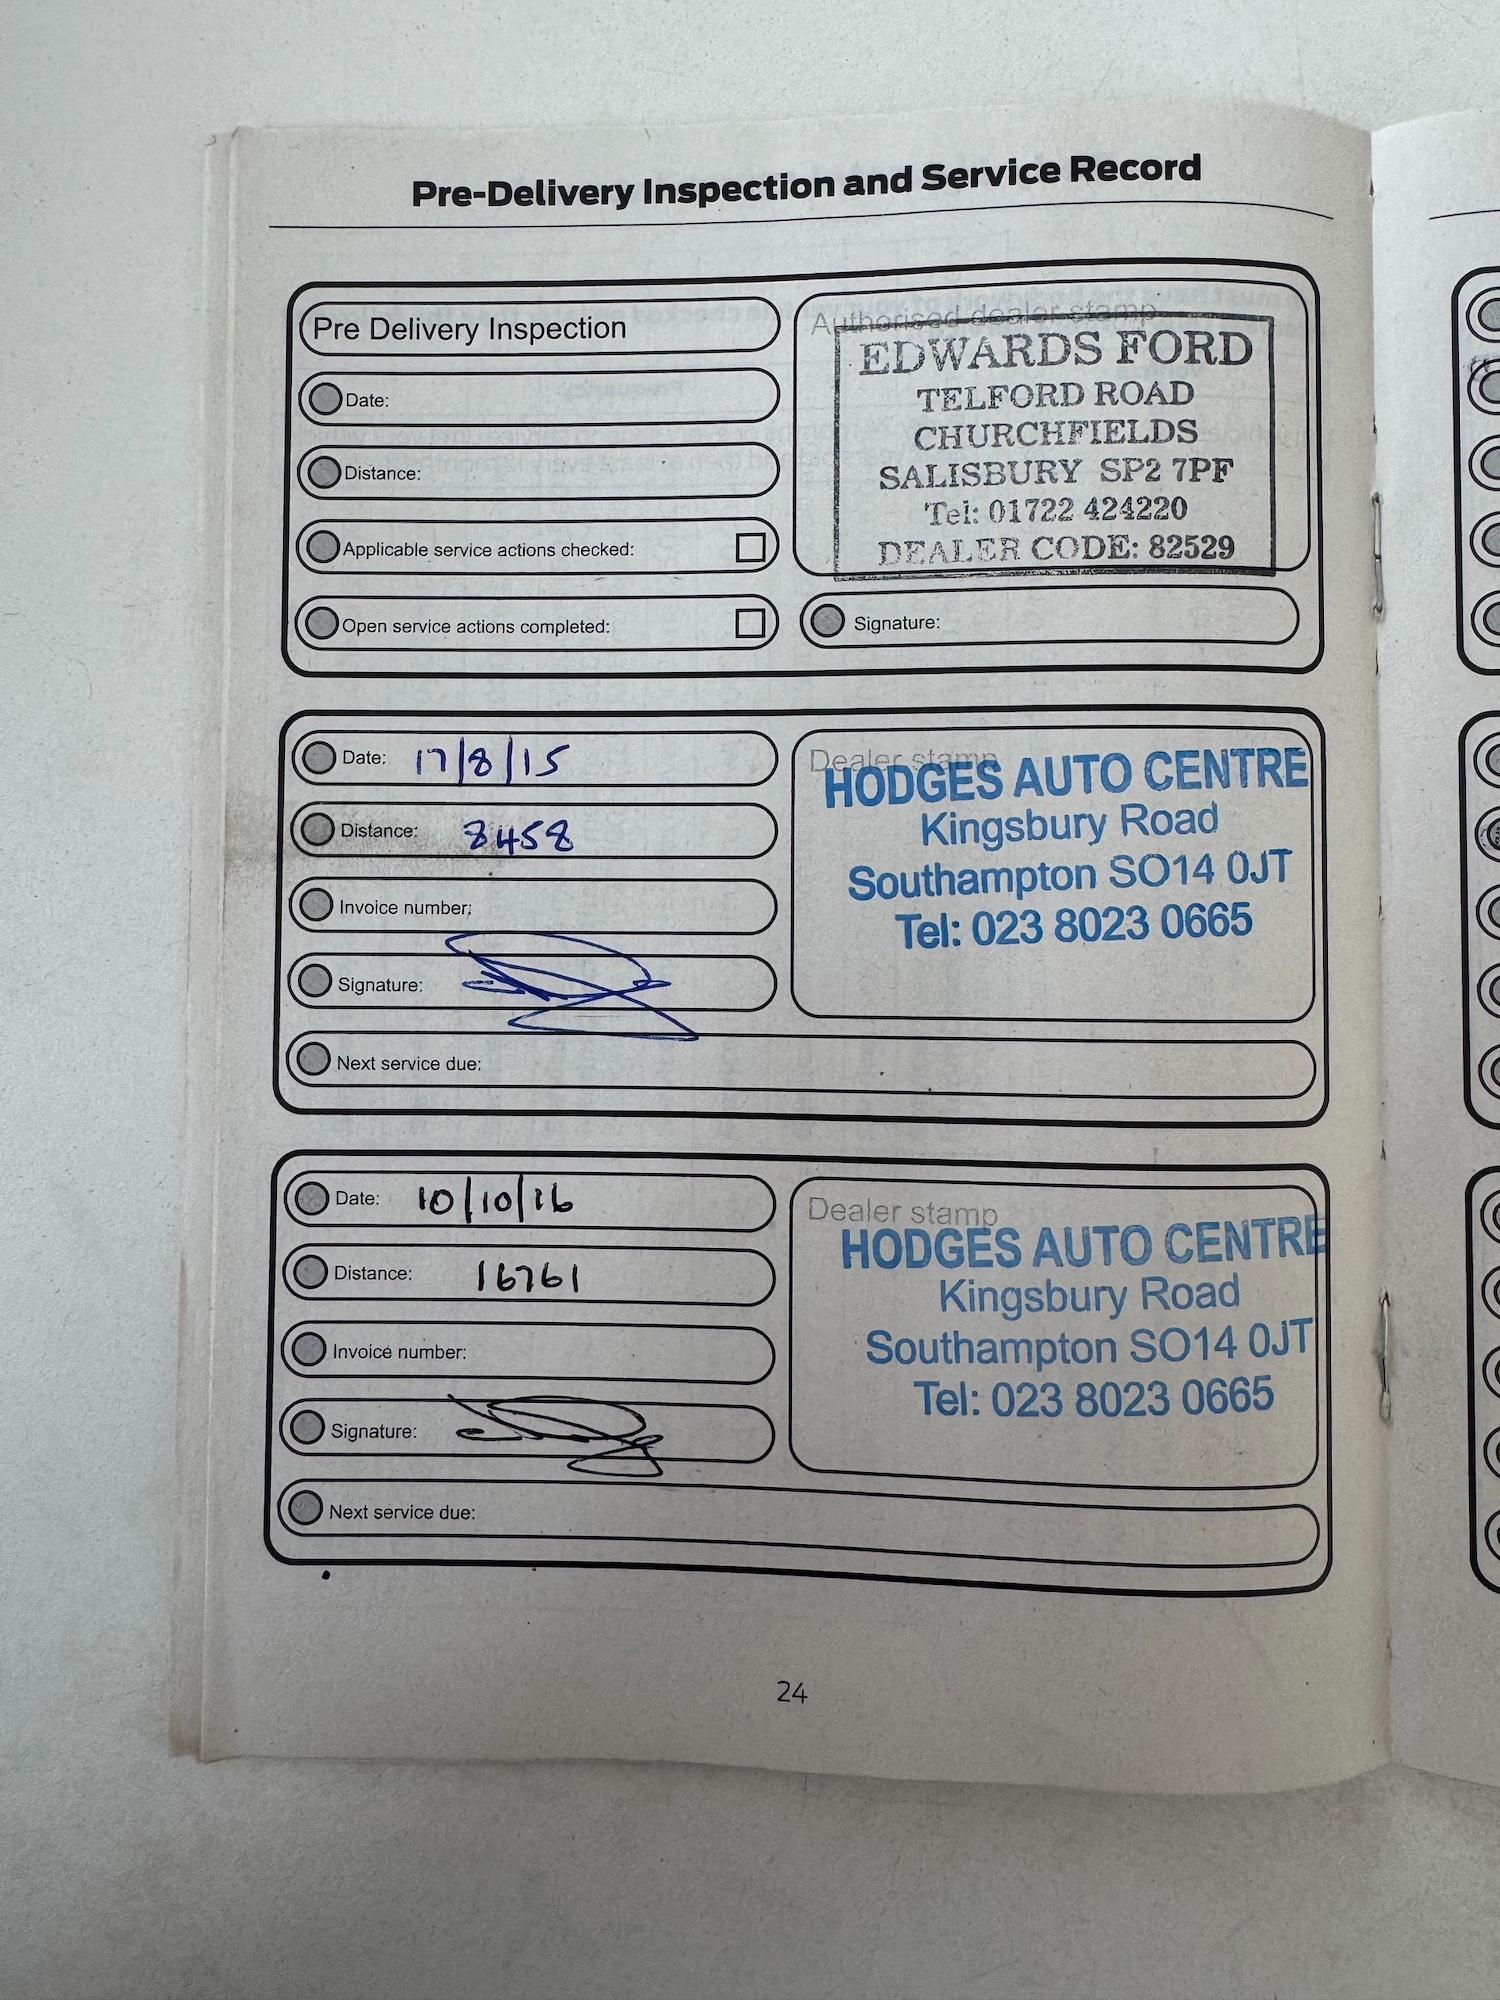 Pre-Delivery Inspection and Service Record
Pre Delivery Inspection
Date:
Distance:
Applicable service actions checked:
Open service actions completed:
Authorised dealer stamp
EDWARDS FORD
TELFORD ROAD
CHURCHFIELDS
SALISBURY SP2 7PF
Tel: 01722 424220
DEALER CODE: 82529
Signature:
Date: 17/8/15
Distance: 8458
Invoice number:
Signature:
Next service due:
Dealer stamp
HODGES AUTO CENTRE
Kingsbury Road
Southampton SO14 0JT
Tel: 023 8023 0665
Date: 10/10/16
Distance: 16761
Invoice number:
Signature:
Next service due:
Dealer stamp
HODGES AUTO CENTRE
Kingsbury Road
Southampton SO14 0JT
Tel: 023 8023 0665
24